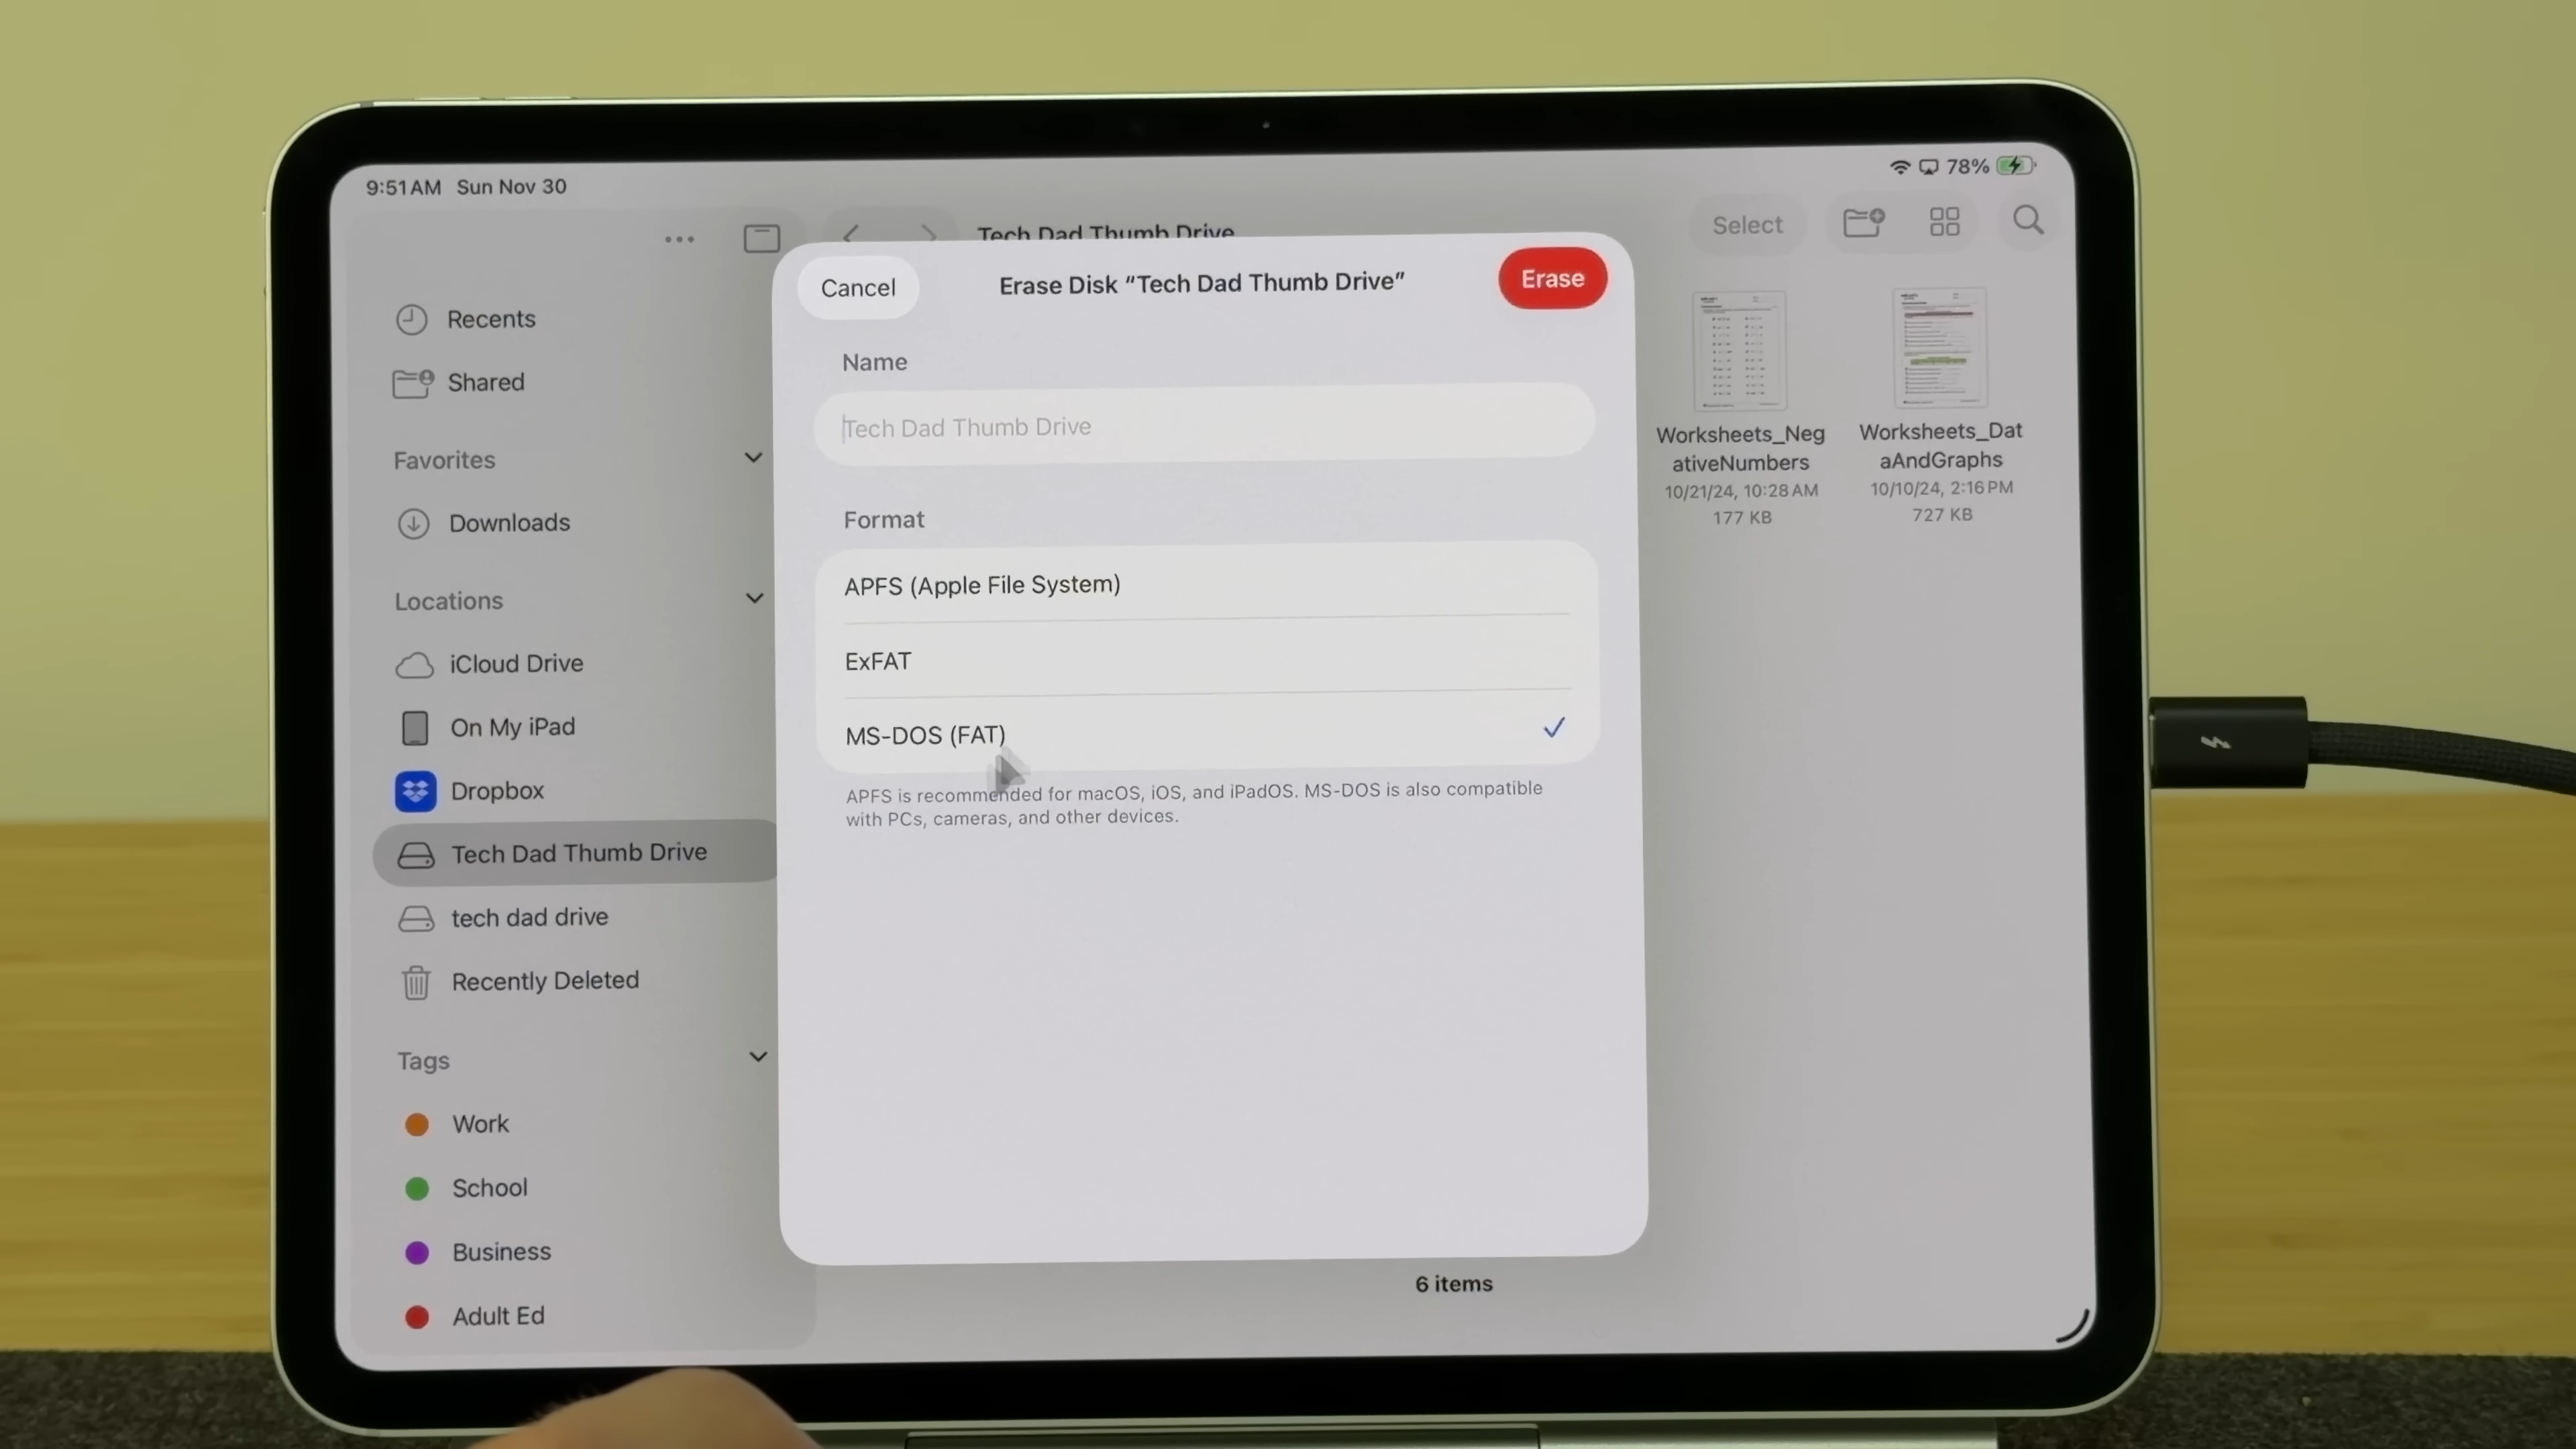 9:51 AM Sun Nov 30
78%
Tech Dad Thumb Drive
Select
Recents
Shared
Favorites
Downloads
Locations
iCloud Drive
On My iPad
Dropbox
Tech Dad Thumb Drive
tech dad drive
Recently Deleted
Tags
Work
School
Business
Adult Ed
Cancel
Erase Disk “Tech Dad Thumb Drive”
Erase
Name
Tech Dad Thumb Drive
Format
APFS (Apple File System)
ExFAT
MS-DOS (FAT)
APFS is recommended for macOS, iOS, and iPadOS. MS-DOS is also compatible
with PCs, cameras, and other devices.
Worksheets_Neg
ativeNumbers
10/21/24, 10:28 AM
177 KB
Worksheets_Dat
aAndGraphs
10/10/24, 2:16 PM
727 KB
6 items